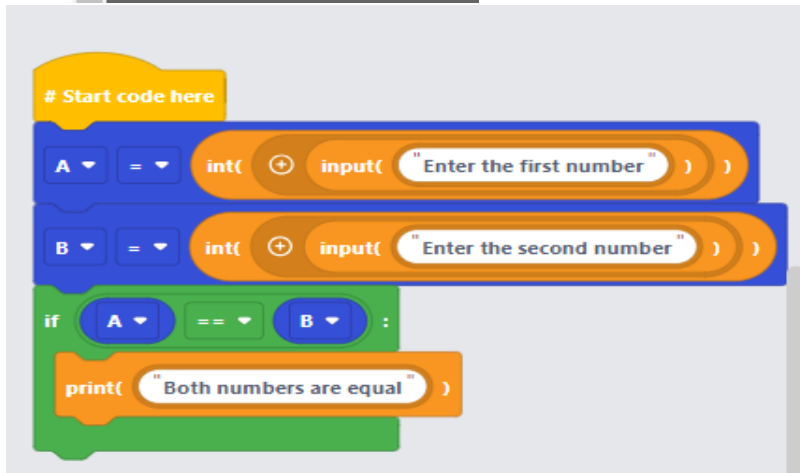 # Start code here
A = int( input( "Enter the first number" ) )
B = int( input( "Enter the second number" ) )
if A == B :
print( "Both numbers are equal" )